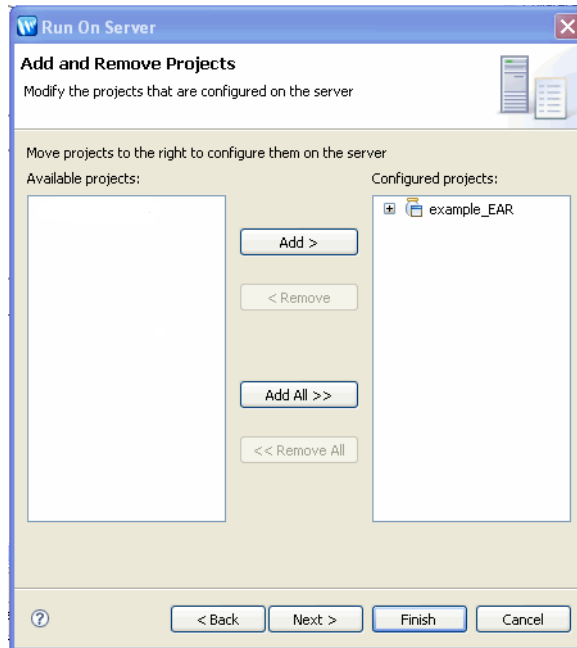 Run On Server
Add and Remove Projects
Modify the projects that are configured on the server
Move projects to the right to configure them on the server
Available projects:
Configured projects:
example_EAR
Add >
< Remove
Add All >>
<< Remove All
?
< Back
Next >
Finish
Cancel